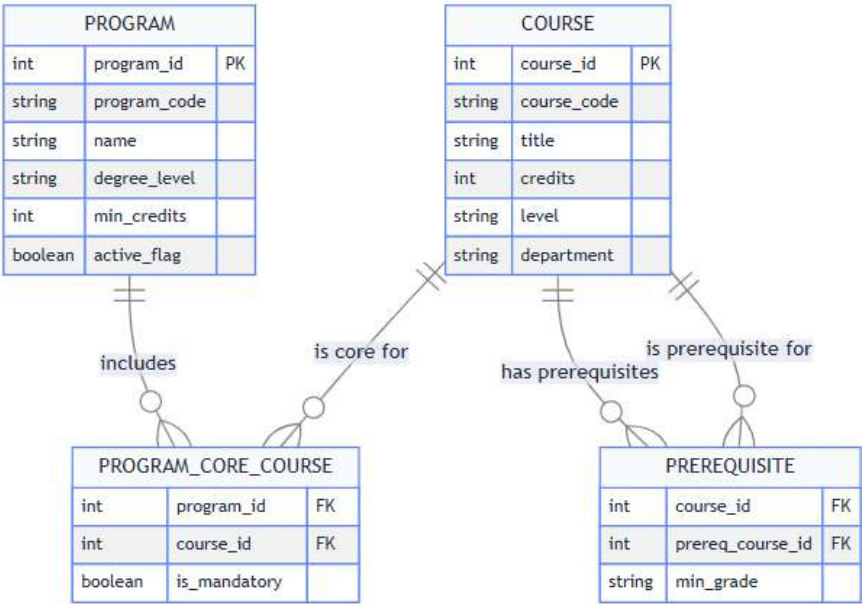 PROGRAM
int program_id PK
string program_code
string name
string degree_level
int min_credits
boolean active_flag
COURSE
int course_id PK
string course_code
string title
int credits
string level
string department
includes
is core for
has prerequisites
is prerequisite for
PROGRAM_CORE_COURSE
int program_id FK
int course_id FK
boolean is_mandatory
PREREQUISITE
int course_id FK
int prereq_course_id FK
string min_grade